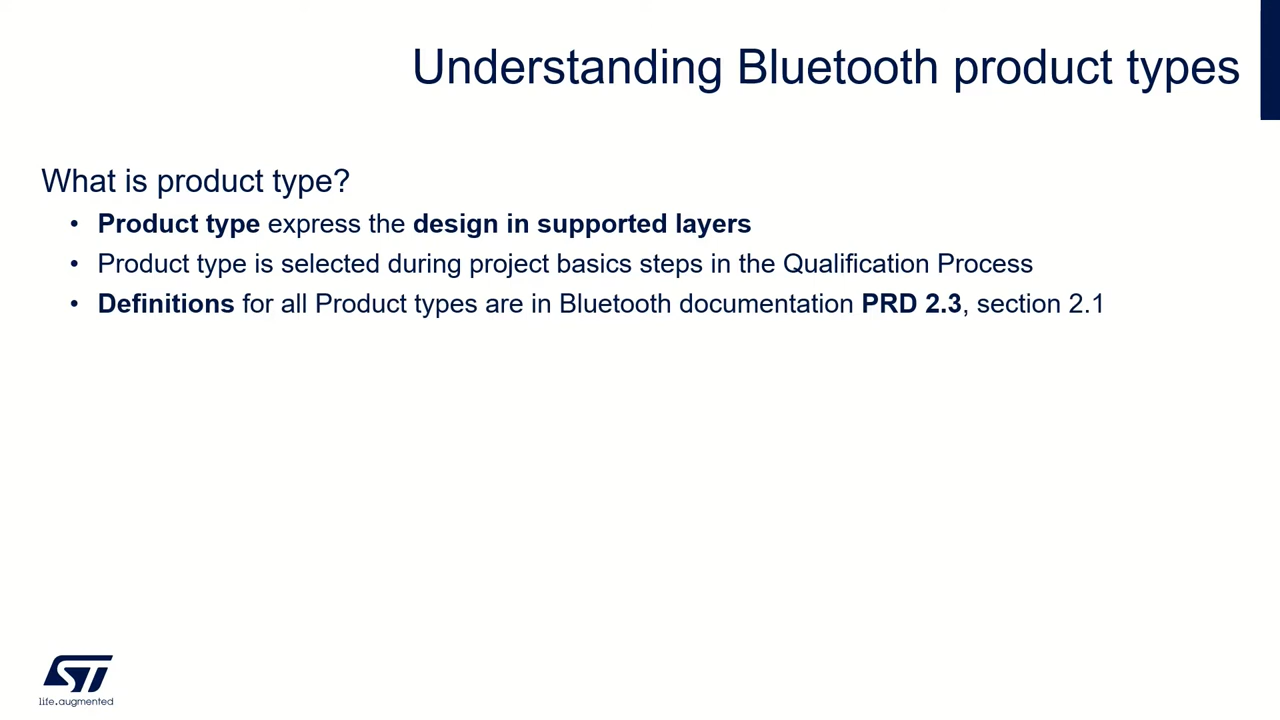 Understanding Bluetooth product types
What is product type?
• Product type express the design in supported layers
• Product type is selected during project basics steps in the Qualification Process
• Definitions for all Product types are in Bluetooth documentation PRD 2.3, section 2.1
ST
life.augmented